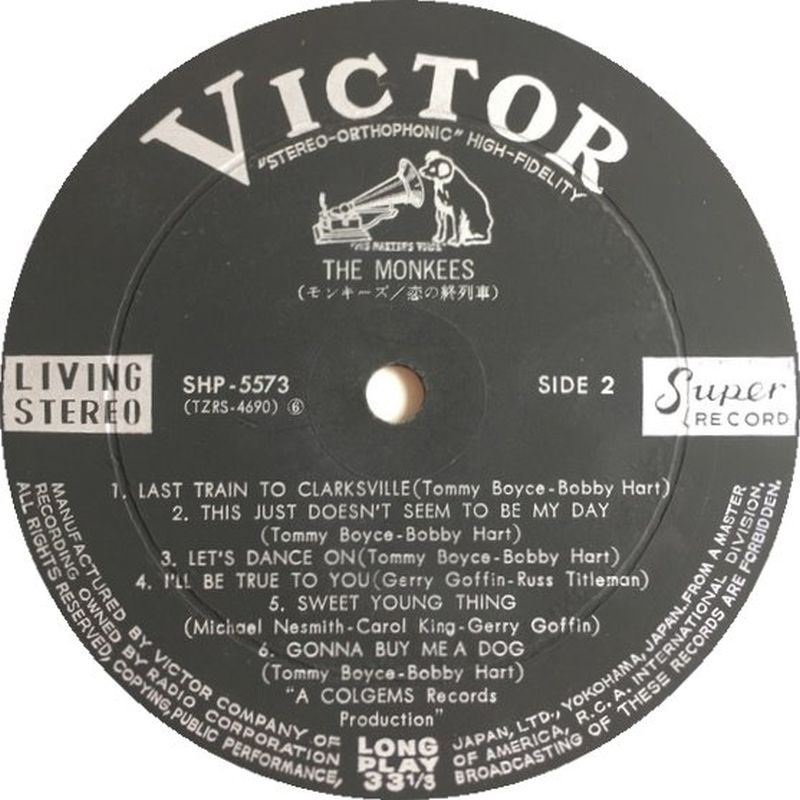 VICTOR
"STEREO-ORTHOPHONIC" HIGH-FIDELITY
"HIS MASTER'S VOICE"
THE MONKEES
(モンキーズ/恋の終列車)
LIVING
STEREO
SHP-5573
(TZRS-4690) ⑥
SIDE 2
Super
RECORD
1. LAST TRAIN TO CLARKSVILLE(Tommy Boyce-Bobby Hart)
2. THIS JUST DOESN'T SEEM TO BE MY DAY
(Tommy Boyce-Bobby Hart)
3. LET'S DANCE ON(Tommy Boyce-Bobby Hart)
4. I'LL BE TRUE TO YOU(Gerry Goffin-Russ Titleman)
5. SWEET YOUNG THING
(Michael Nesmith-Carol King-Gerry Goffin)
6. GONNA BUY ME A DOG
(Tommy Boyce-Bobby Hart)
"A COLGEMS Records
Production"
MANUFACTURED BY VICTOR COMPANY OF JAPAN, LTD., YOKOHAMA, JAPAN. FROM A MASTER
RECORDING OWNED BY RADIO CORPORATION OF AMERICA, R.C.A. INTERNATIONAL DIVISION.
ALL RIGHTS RESERVED, COPYING, PUBLIC PERFORMANCE, BROADCASTING OF THESE RECORDS ARE FORBIDDEN.
LONG
PLAY
33 1/3